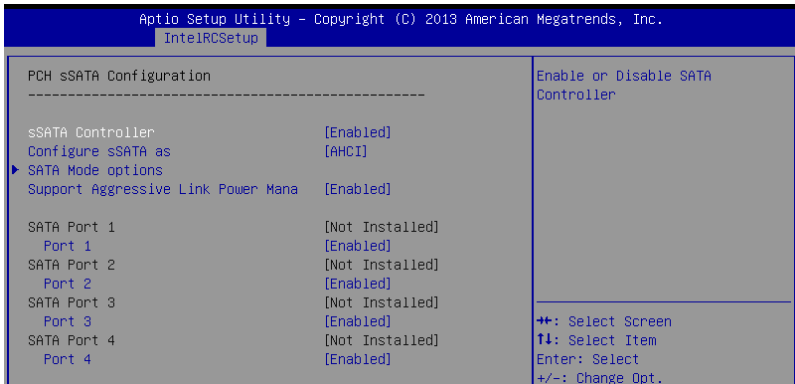 Aptio Setup Utility – Copyright (C) 2013 American Megatrends, Inc.
IntelRCSetup
PCH sSATA Configuration
--------------------------------------------------
sSATA Controller [Enabled]
Configure sSATA as [AHCI]
SATA Mode options
Support Aggressive Link Power Mana [Enabled]
SATA Port 1 [Not Installed]
Port 1 [Enabled]
SATA Port 2 [Not Installed]
Port 2 [Enabled]
SATA Port 3 [Not Installed]
Port 3 [Enabled]
SATA Port 4 [Not Installed]
Port 4 [Enabled]
Enable or Disable SATA
Controller
→←: Select Screen
↑↓: Select Item
Enter: Select
+/-: Change Opt.